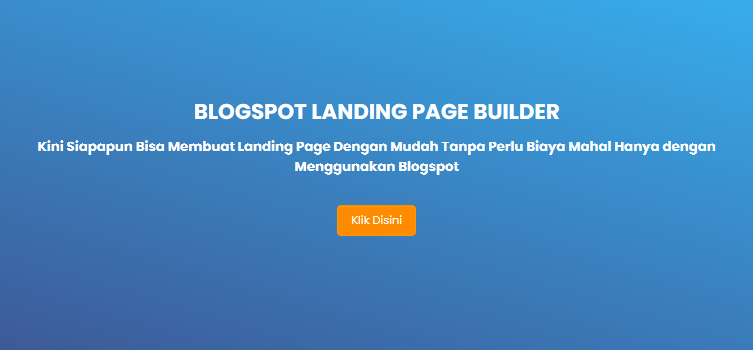 BLOGSPOT LANDING PAGE BUILDER
Kini Siapapun Bisa Membuat Landing Page Dengan Mudah Tanpa Perlu Biaya Mahal Hanya dengan
Menggunakan Blogspot
Klik Disini